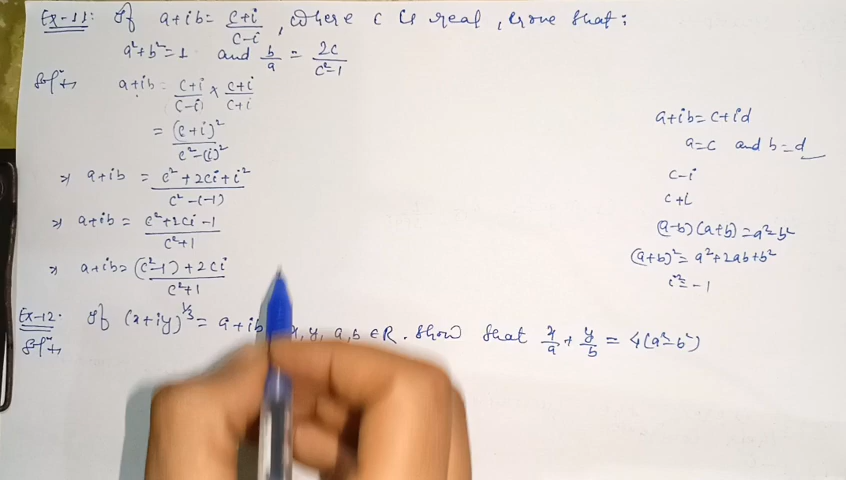 Ex-11: If a+ib = (c+i)/(c-i), where c is real, prove that:
a²+b²=1 and b/a = 2c/(c²-1)
Solⁿ→ a+ib = (c+i)/(c-i) × (c+i)/(c+i)
= (c+i)²/(c²-(i)²)
⇒ a+ib = (c²+2ci+i²)/(c²-(-1))
⇒ a+ib = (c²+2ci-1)/(c²+1)
⇒ a+ib = ((c²-1)+2ci)/(c²+1)
Ex-12. If (x+iy)^(1/3) = a+ib x, y, a, b ∈ R. Show that x/a + y/b = 4(a²-b²)
Solⁿ→
a+ib=c+id
a=c and b=d
c-i
c+i
(a-b)(a+b)=a²-b²
(a+b)²=a²+2ab+b²
i²=-1